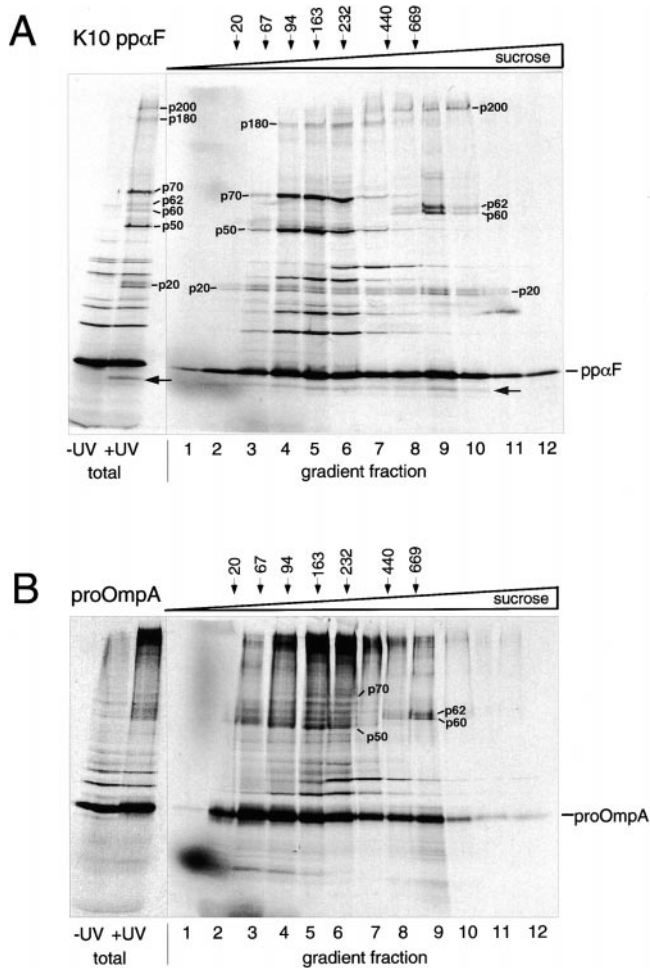 A
K10 ppαF
20 67 94 163 232 440 669
sucrose
p200
p180
p70
p62
p60
p50
p20
p180
p70
p50
p20
p200
p62
p60
p20
ppαF
-UV +UV
total
1 2 3 4 5 6 7 8 9 10 11 12
gradient fraction
B
proOmpA
20 67 94 163 232 440 669
sucrose
p70
p50
p62
p60
proOmpA
-UV +UV
total
1 2 3 4 5 6 7 8 9 10 11 12
gradient fraction